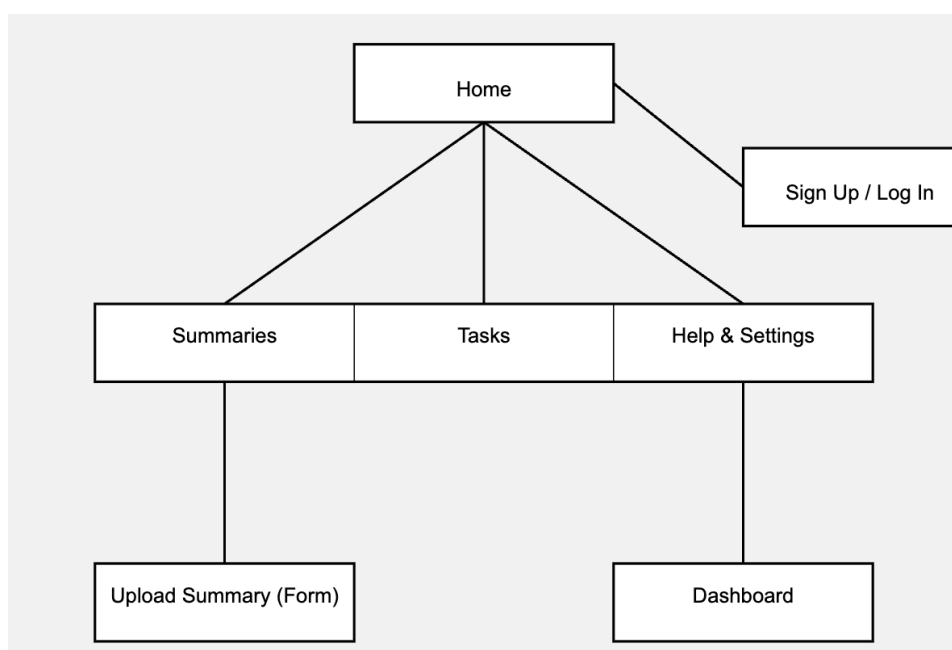 Home
Sign Up / Log In
Summaries
Tasks
Help & Settings
Upload Summary (Form)
Dashboard